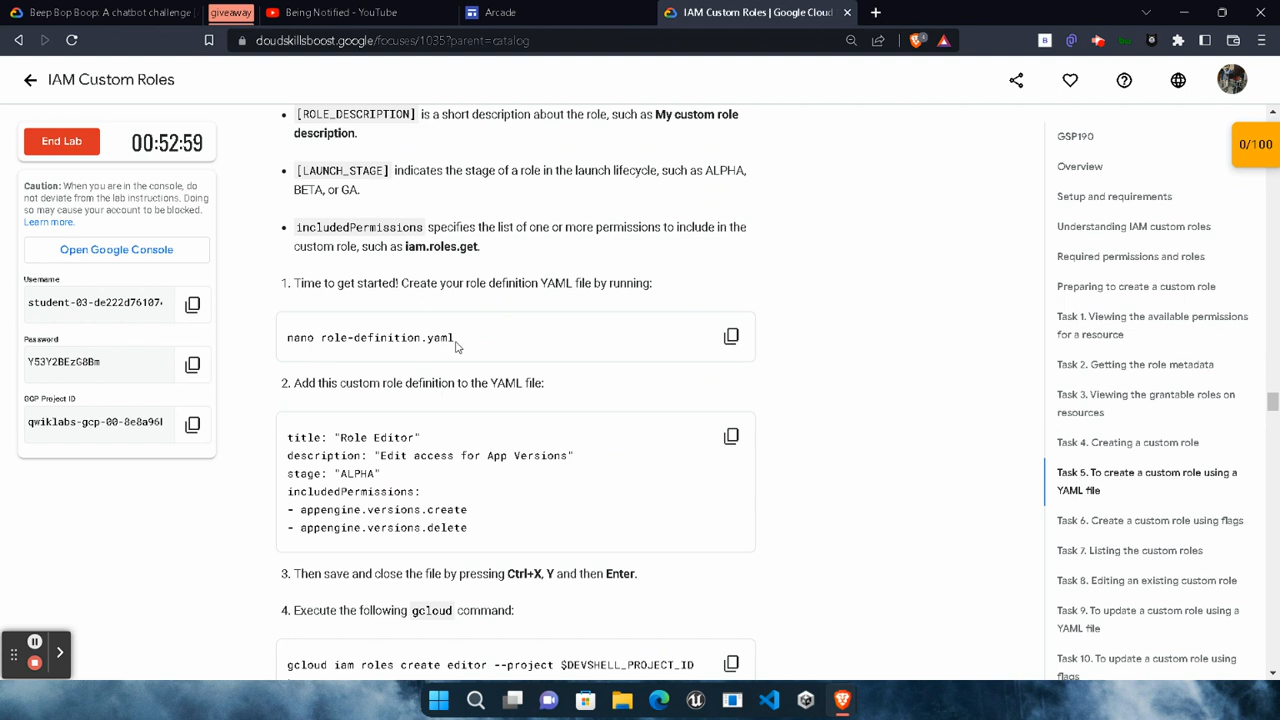 Beep Bop Boop: A chatbot challenge
giveaway
Being Notified - YouTube
Arcade
IAM Custom Roles | Google Cloud
cloudskillsboost.google/focuses/1035?parent=catalog
IAM Custom Roles
End Lab
00:52:59
Caution: When you are in the console, do
not deviate from the lab instructions. Doing
so may cause your account to be blocked.
Learn more.
Open Google Console
Username
student-03-de222d76107
Password
Y53Y2BEzG8Bm
GCP Project ID
qwiklabs-gcp-00-8e8a96
[ROLE_DESCRIPTION] is a short description about the role, such as My custom role
description.
[LAUNCH_STAGE] indicates the stage of a role in the launch lifecycle, such as ALPHA,
BETA, or GA.
includedPermissions specifies the list of one or more permissions to include in the
custom role, such as iam.roles.get.
1. Time to get started! Create your role definition YAML file by running:
nano role-definition.yaml
2. Add this custom role definition to the YAML file:
title: "Role Editor"
description: "Edit access for App Versions"
stage: "ALPHA"
includedPermissions:
- appengine.versions.create
- appengine.versions.delete
3. Then save and close the file by pressing Ctrl+X, Y and then Enter.
4. Execute the following gcloud command:
gcloud iam roles create editor --project $DEVSHELL_PROJECT_ID
0/100
GSP190
Overview
Setup and requirements
Understanding IAM custom roles
Required permissions and roles
Preparing to create a custom role
Task 1. Viewing the available permissions
for a resource
Task 2. Getting the role metadata
Task 3. Viewing the grantable roles on
resources
Task 4. Creating a custom role
Task 5. To create a custom role using a
YAML file
Task 6. Create a custom role using flags
Task 7. Listing the custom roles
Task 8. Editing an existing custom role
Task 9. To update a custom role using a
YAML file
Task 10. To update a custom role using
flags